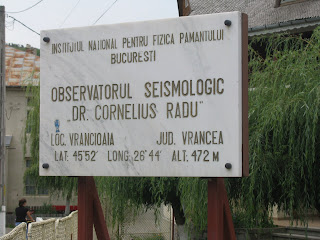 INSTITUTUL NATIONAL PENTRU FIZICA PAMANTULUI
BUCURESTI
OBSERVATORUL SEISMOLOGIC
DR. CORNELIUS RADU"
LOC. VRANCIOAIA JUD. VRANCEA
LAT. 45°52' LONG. 26°44' ALT. 472 M